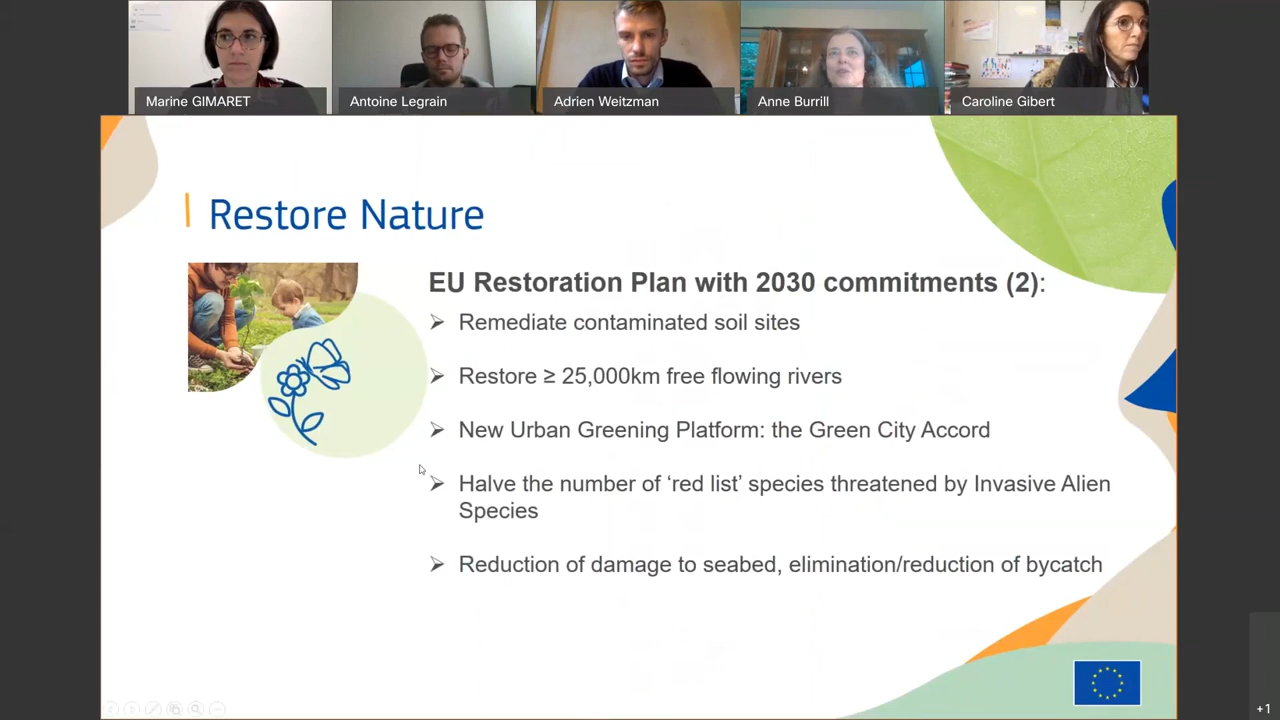 Marine GIMARET
Antoine Legrain
Adrien Weitzman
Anne Burrill
Caroline Gibert
Restore Nature
EU Restoration Plan with 2030 commitments (2):
➢ Remediate contaminated soil sites
➢ Restore ≥ 25,000km free flowing rivers
➢ New Urban Greening Platform: the Green City Accord
➢ Halve the number of ‘red list’ species threatened by Invasive Alien
Species
➢ Reduction of damage to seabed, elimination/reduction of bycatch
+1